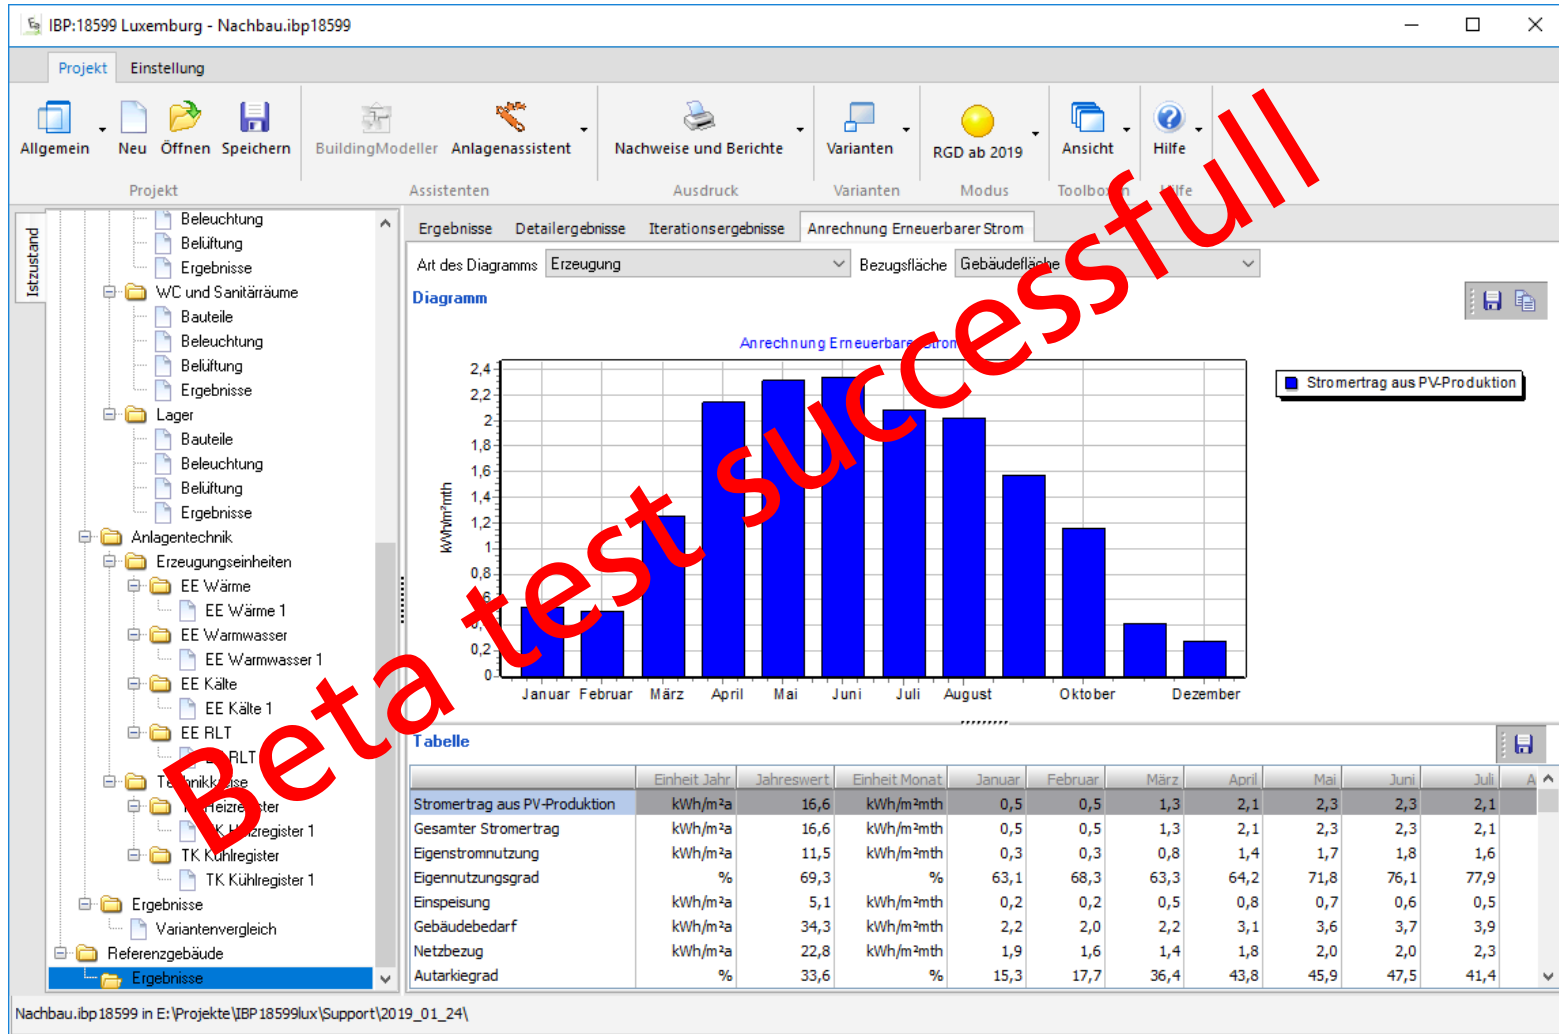 IBP:18599 Luxemburg - Nachbau.ibp18599
Projekt Einstellung
Allgemein Neu Öffnen Speichern BuildingModeller Anlagenassistent Nachweise und Berichte Varianten RGD ab 2019 Ansicht Hilfe
Projekt Assistenten Ausdruck Varianten Modus Toolboxen Hilfe
Istzustand
Beleuchtung
Belüftung
Ergebnisse
WC und Sanitärräume
Bauteile
Beleuchtung
Belüftung
Ergebnisse
Lager
Bauteile
Beleuchtung
Belüftung
Ergebnisse
Anlagentechnik
Erzeugungseinheiten
EE Wärme
EE Wärme 1
EE Warmwasser
EE Warmwasser 1
EE Kälte
EE Kälte 1
EE RLT
RLT
Technikkreise
Heizregister
TK Heizregister 1
TK Kühlregister
TK Kühlregister 1
Ergebnisse
Variantenvergleich
Referenzgebäude
Ergebnisse
Ergebnisse Detailergebnisse Iterationsergebnisse Anrechnung Erneuerbarer Strom
Art des Diagramms Erzeugung Bezugsfläche Gebäudefläche
Diagramm
Anrechnung Erneuerbarer Strom
kWh/m²mth
2,4
2,2
2
1,8
1,6
1,4
1,2
1
0,8
0,2
0
Januar Februar März April Mai Juni Juli August Oktober Dezember
Stromertrag aus PV-Produktion
Beta test successfull
Tabelle
Einheit Jahr Jahreswert Einheit Monat Januar Februar März April Mai Juni Juli A
Stromertrag aus PV-Produktion kWh/m²a 16,6 kWh/m²mth 0,5 0,5 1,3 2,1 2,3 2,3 2,1
Gesamter Stromertrag kWh/m²a 16,6 kWh/m²mth 0,5 0,5 1,3 2,1 2,3 2,3 2,1
Eigenstromnutzung kWh/m²a 11,5 kWh/m²mth 0,3 0,3 0,8 1,4 1,7 1,8 1,6
Eigennutzungsgrad % 69,3 % 63,1 68,3 63,3 64,2 71,8 76,1 77,9
Einspeisung kWh/m²a 5,1 kWh/m²mth 0,2 0,2 0,5 0,8 0,7 0,6 0,5
Gebäudebedarf kWh/m²a 34,3 kWh/m²mth 2,2 2,0 2,2 3,1 3,6 3,7 3,9
Netzbezug kWh/m²a 22,8 kWh/m²mth 1,9 1,6 1,4 1,8 2,0 2,0 2,3
Autarkiegrad % 33,6 % 15,3 17,7 36,4 43,8 45,9 47,5 41,4
Nachbau.ibp18599 in E:\Projekte\IBP18599lux\Support\2019_01_24\